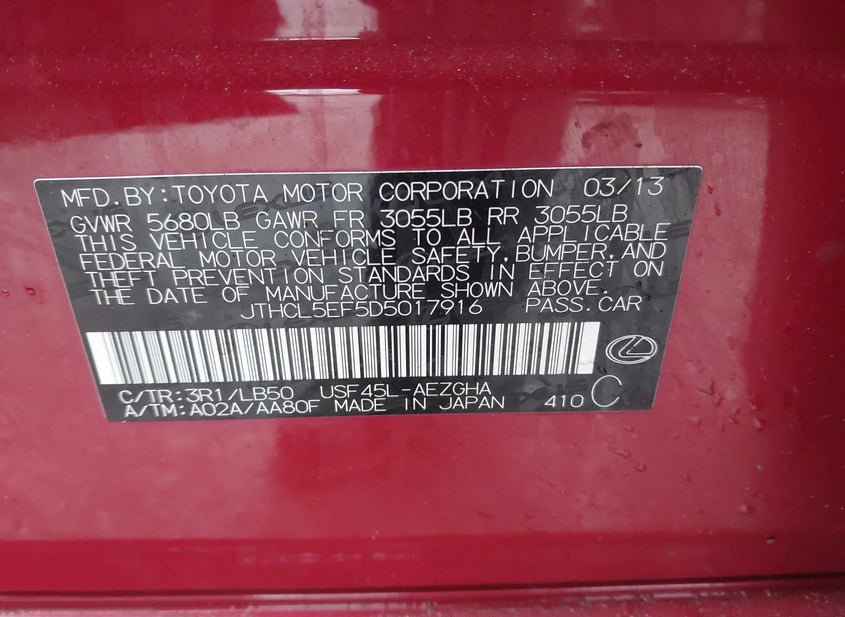 MFD.BY:TOYOTA MOTOR CORPORATION 03/13
GVWR 5680LB GAWR FR 3055LB RR 3055LB
THIS VEHICLE CONFORMS TO ALL APPLICABLE
FEDERAL MOTOR VEHICLE SAFETY,BUMPER,AND
THEFT PREVENTION STANDARDS IN EFFECT ON
THE DATE OF MANUFACTURE SHOWN ABOVE.
JTHCL5EF5D5017916 PASS.CAR
C/TR:3R1/LB50 USF45L-AEZGHA
A/TM:A02A/AA80F MADE IN JAPAN 410 C